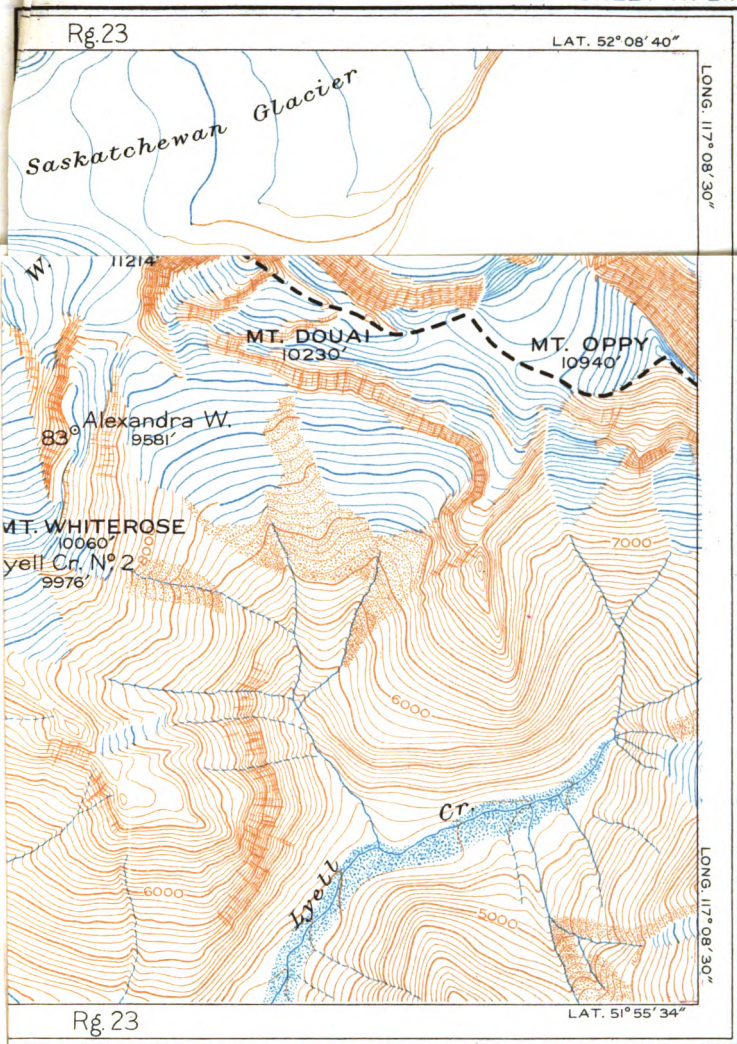 Rg.23
LAT. 52° 08' 40"
LONG. 117° 08' 30"
Saskatchewan Glacier
W.
11214'
MT. DOUAI
10230'
MT. OPPY
10940'
83
Alexandra W.
9581'
MT. WHITEROSE
10060'
yell Cr. Nº 2
9976'
8000
7000
6000
Cr.
Lyell
6000
5000
LONG. 117° 08' 30"
Rg. 23
LAT. 51° 55' 34"